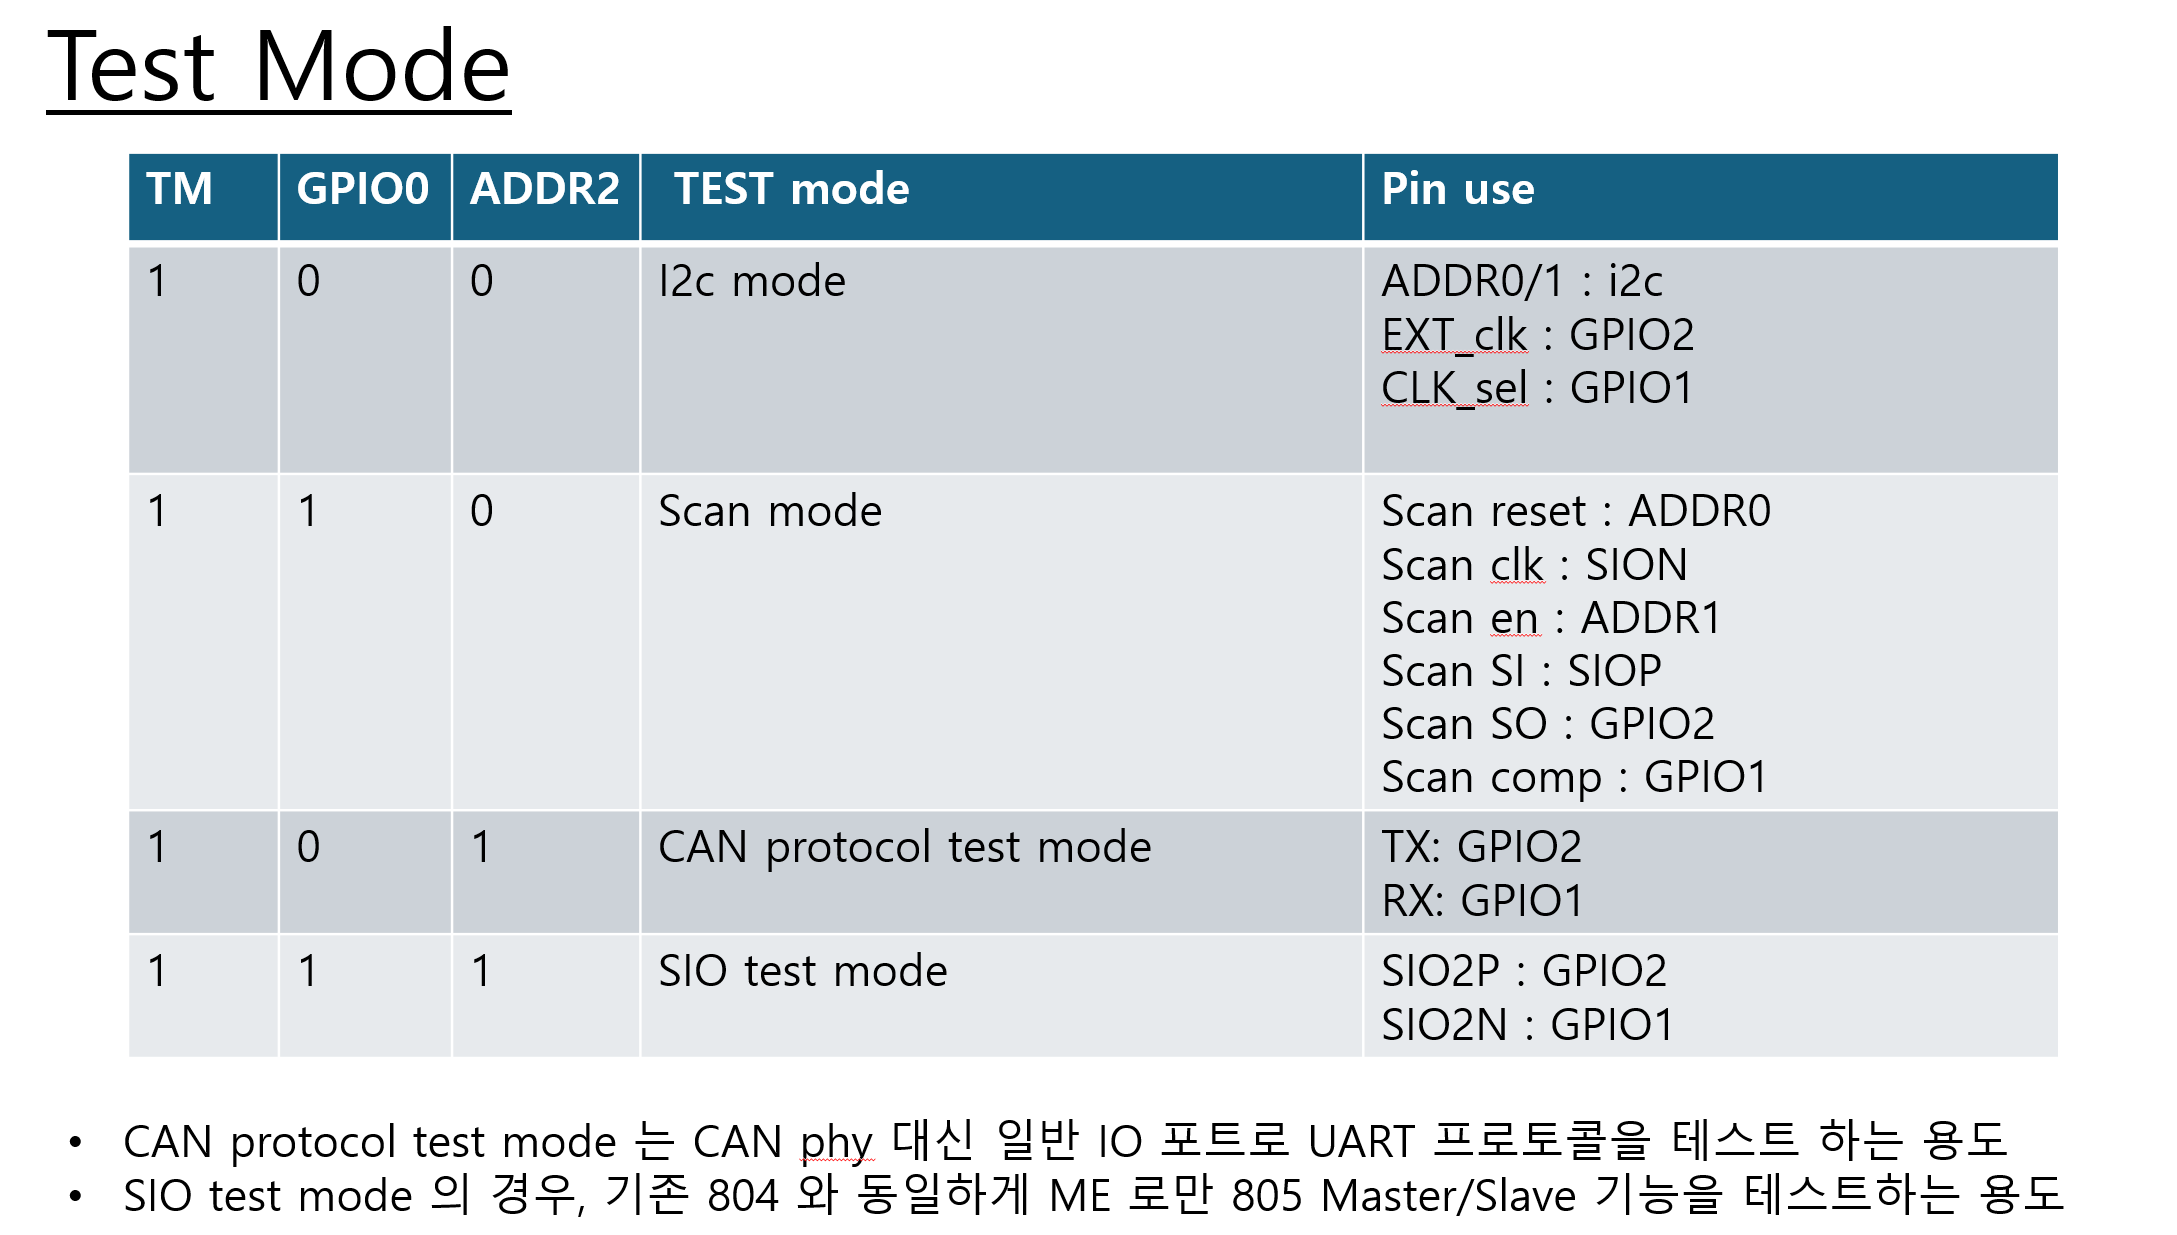 Test Mode
TM GPIO0 ADDR2 TEST mode Pin use
1 0 0 I2c mode ADDR0/1 : i2c
EXT_clk : GPIO2
CLK_sel : GPIO1
1 1 0 Scan mode Scan reset : ADDR0
Scan clk : SION
Scan en : ADDR1
Scan SI : SIOP
Scan SO : GPIO2
Scan comp : GPIO1
1 0 1 CAN protocol test mode TX: GPIO2
RX: GPIO1
1 1 1 SIO test mode SIO2P : GPIO2
SIO2N : GPIO1
• CAN protocol test mode 는 CAN phy 대신 일반 IO 포트로 UART 프로토콜을 테스트 하는 용도
• SIO test mode 의 경우, 기존 804 와 동일하게 ME 로만 805 Master/Slave 기능을 테스트하는 용도